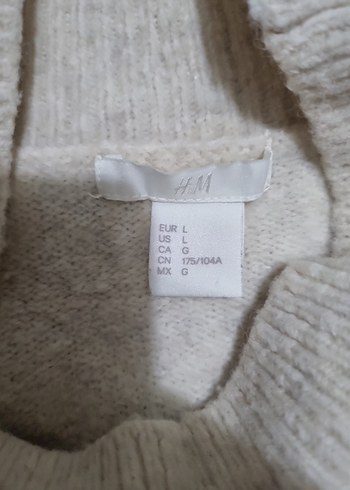 H&M
EUR L
US L
CA G
CN 175/104A
MX G